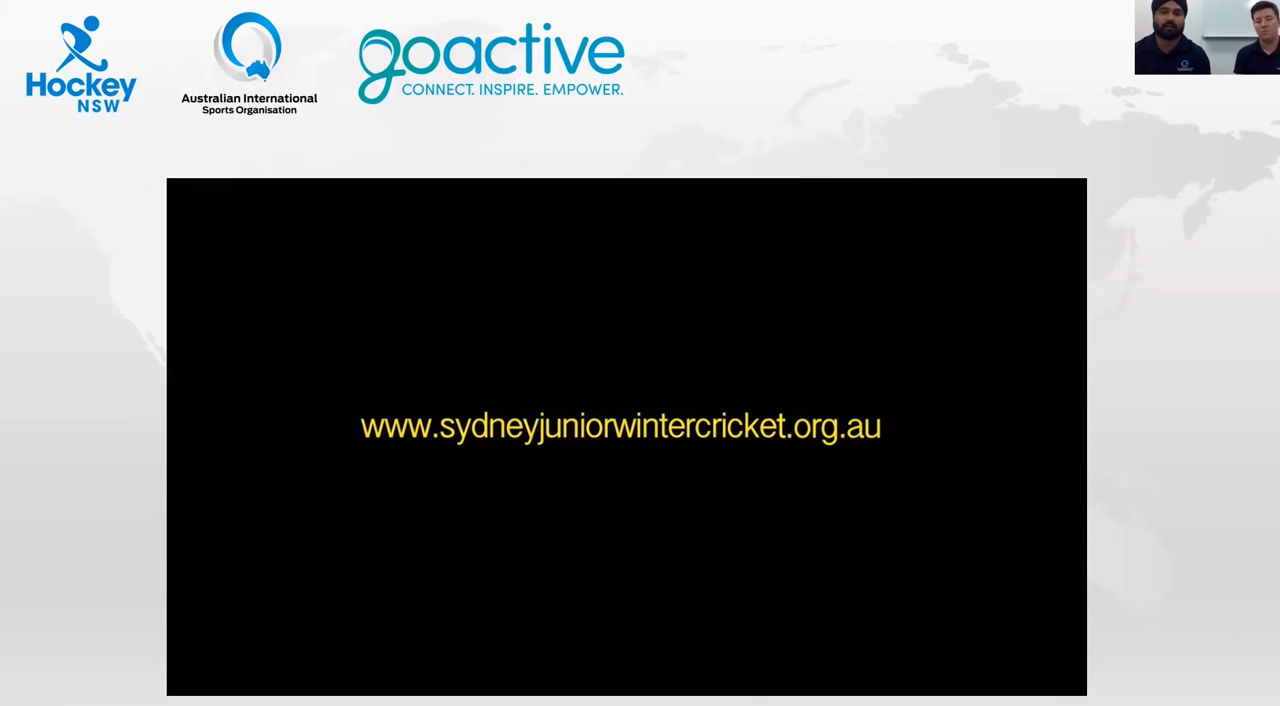 Hockey
NSW
Australian International
Sports Organisation
goactive
CONNECT. INSPIRE. EMPOWER.
www.sydneyjuniorwintercricket.org.au